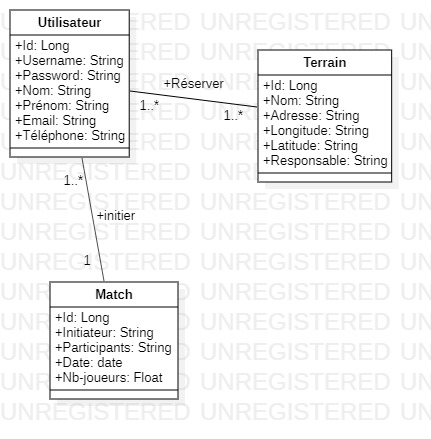 Utilisateur
+Id: Long
+Username: String
+Password: String
+Nom: String
+Prénom: String
+Email: String
+Téléphone: String
+Réserver
1..*
1..*
Terrain
+Id: Long
+Nom: String
+Adresse: String
+Longitude: String
+Latitude: String
+Responsable: String
1..*
+initier
1
Match
+Id: Long
+Initiateur: String
+Participants: String
+Date: date
+Nb-joueurs: Float
UNREGISTERED UNREGISTERED